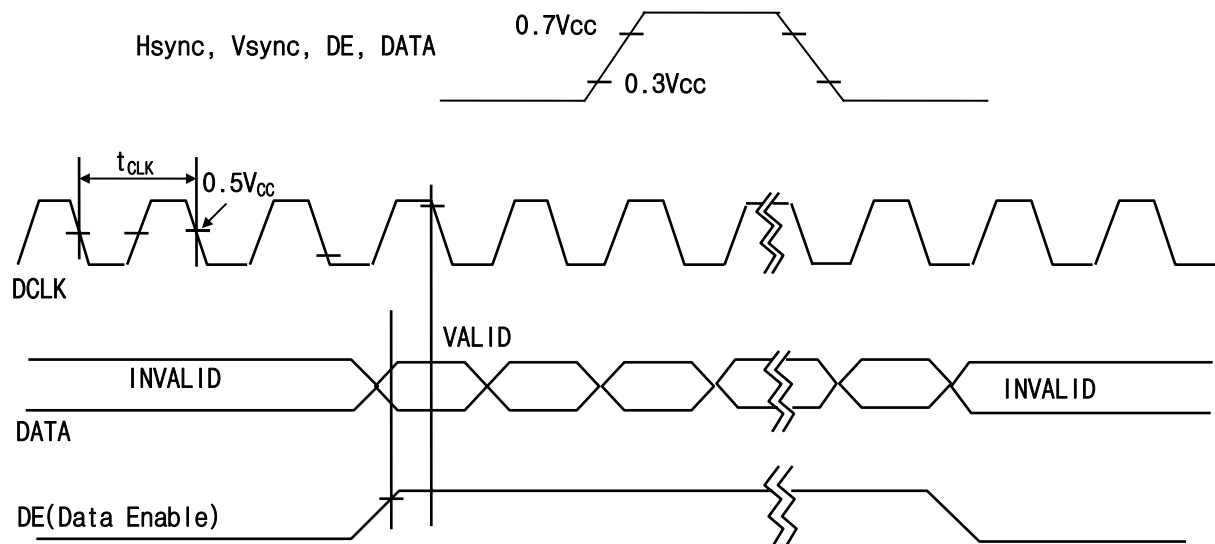 0.7Vcc
Hsync, Vsync, DE, DATA
0.3Vcc
tCLK
0.5VCC
DCLK
VALID
INVALID
INVALID
DATA
DE(Data Enable)